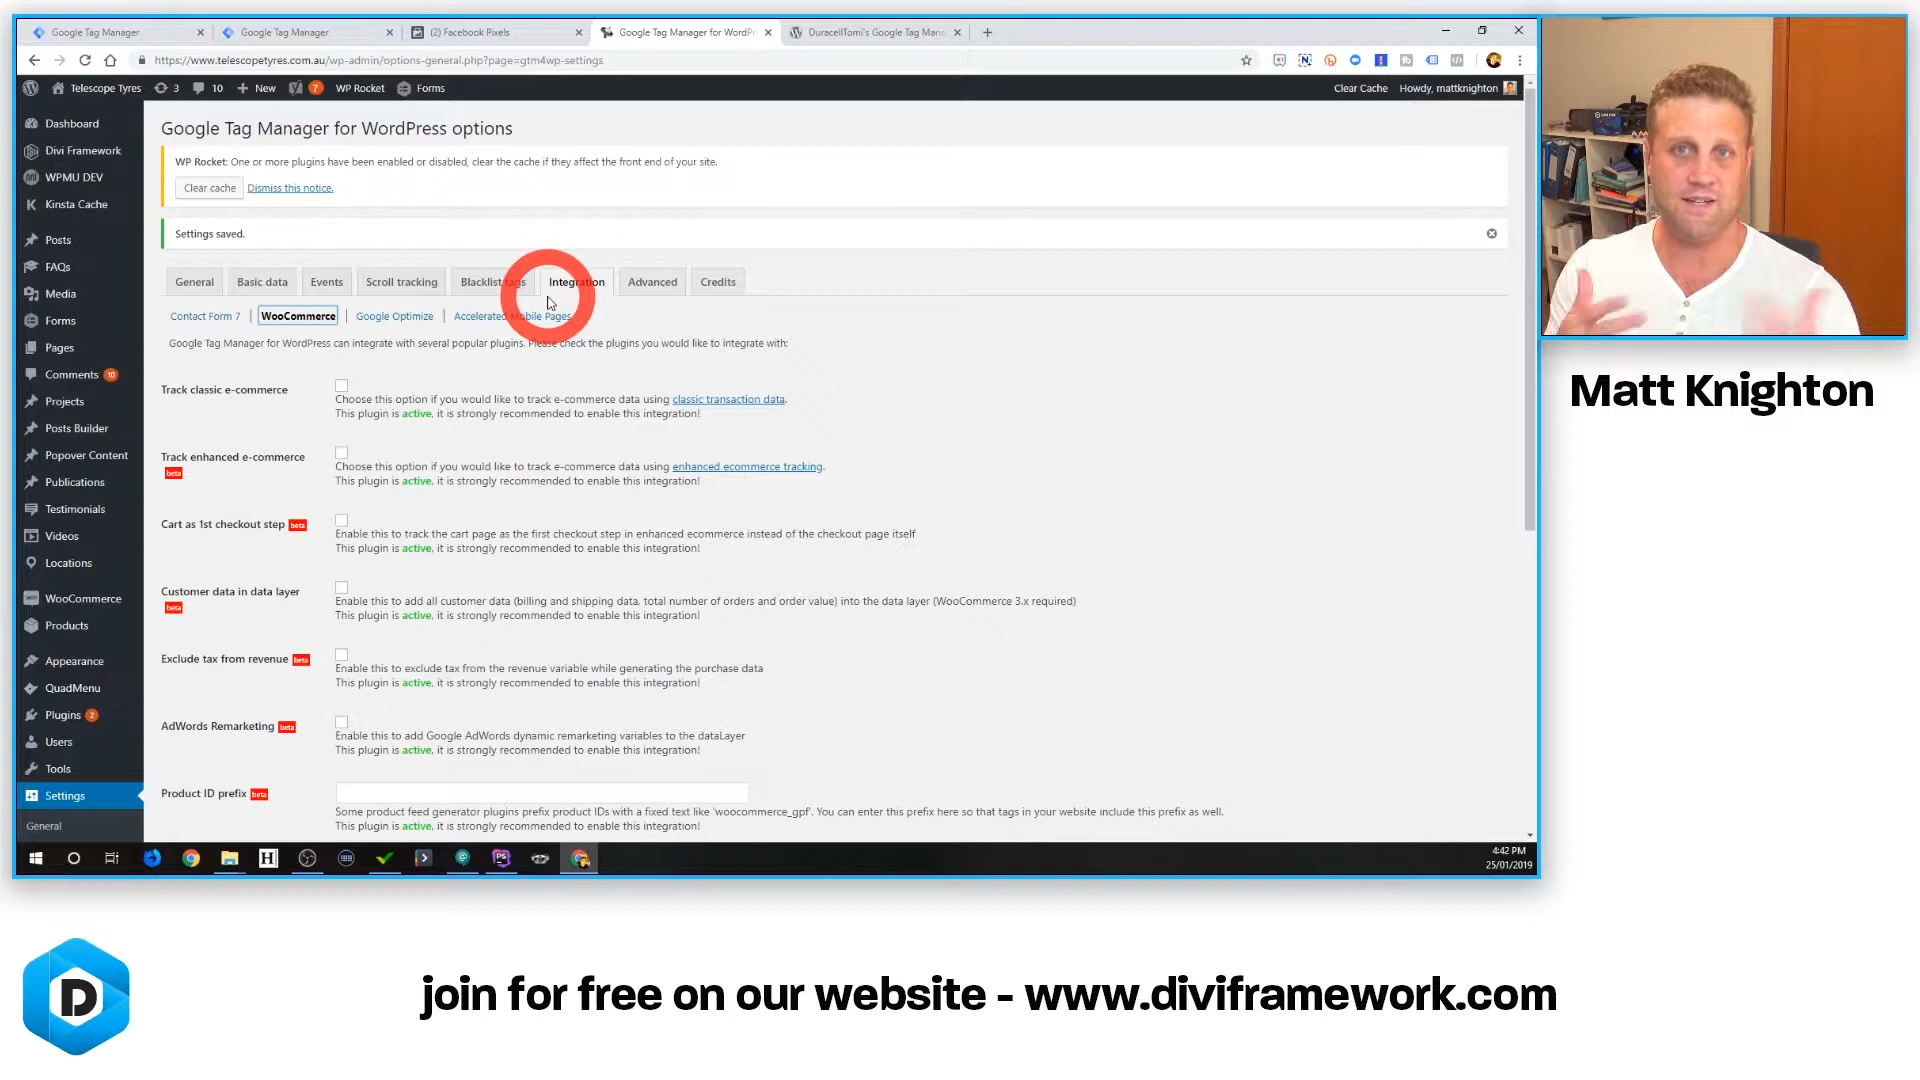 Google Tag Manager
Google Tag Manager
(2) Facebook Pixels
Google Tag Manager for WordPr
DuracellTomi's Google Tag Man
https://www.telescopetyres.com.au/wp-admin/options-general.php?page=gtm4wp-settings
Telescope Tyres
3
10
New
7
WP Rocket
Forms
Clear Cache
Howdy, mattknighton
Dashboard
Divi Framework
WPMU DEV
Kinsta Cache
Posts
FAQs
Media
Forms
Pages
Comments 10
Projects
Posts Builder
Popover Content
Publications
Testimonials
Videos
Locations
WooCommerce
Products
Appearance
QuadMenu
Plugins 2
Users
Tools
Settings
General
Google Tag Manager for WordPress options
WP Rocket: One or more plugins have been enabled or disabled, clear the cache if they affect the front end of your site.
Clear cache
Dismiss this notice.
Settings saved.
General
Basic data
Events
Scroll tracking
Blacklist tags
Integration
Advanced
Credits
Contact Form 7 | WooCommerce | Google Optimize | Accelerated Mobile Pages
Google Tag Manager for WordPress can integrate with several popular plugins. Please check the plugins you would like to integrate with:
Track classic e-commerce
Choose this option if you would like to track e-commerce data using classic transaction data.
This plugin is active, it is strongly recommended to enable this integration!
Track enhanced e-commerce
beta
Choose this option if you would like to track e-commerce data using enhanced ecommerce tracking.
This plugin is active, it is strongly recommended to enable this integration!
Cart as 1st checkout step beta
Enable this to track the cart page as the first checkout step in enhanced ecommerce instead of the checkout page itself
This plugin is active, it is strongly recommended to enable this integration!
Customer data in data layer
beta
Enable this to add all customer data (billing and shipping data, total number of orders and order value) into the data layer (WooCommerce 3.x required)
This plugin is active, it is strongly recommended to enable this integration!
Exclude tax from revenue beta
Enable this to exclude tax from the revenue variable while generating the purchase data
This plugin is active, it is strongly recommended to enable this integration!
AdWords Remarketing beta
Enable this to add Google AdWords dynamic remarketing variables to the dataLayer
This plugin is active, it is strongly recommended to enable this integration!
Product ID prefix beta
Some product feed generator plugins prefix product IDs with a fixed text like 'woocommerce_gpf'. You can enter this prefix here so that tags in your website include this prefix as well.
This plugin is active, it is strongly recommended to enable this integration!
4:42 PM
25/01/2019
Matt Knighton
D
join for free on our website - www.diviframework.com